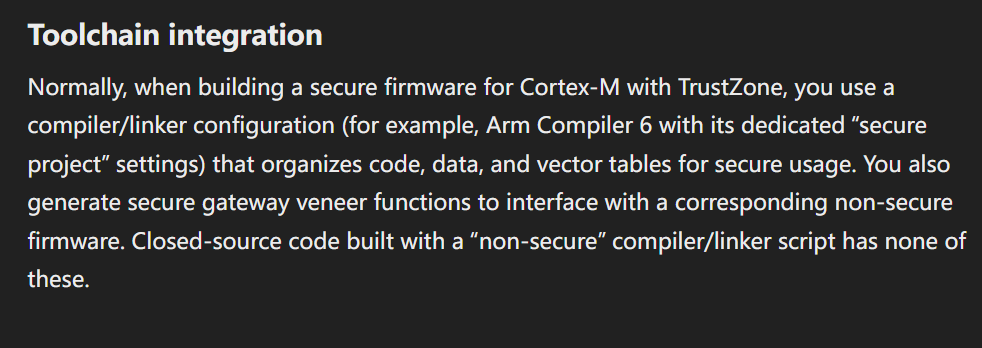 Toolchain integration
Normally, when building a secure firmware for Cortex-M with TrustZone, you use a
compiler/linker configuration (for example, Arm Compiler 6 with its dedicated “secure
project” settings) that organizes code, data, and vector tables for secure usage. You also
generate secure gateway veneer functions to interface with a corresponding non-secure
firmware. Closed-source code built with a “non-secure” compiler/linker script has none of
these.